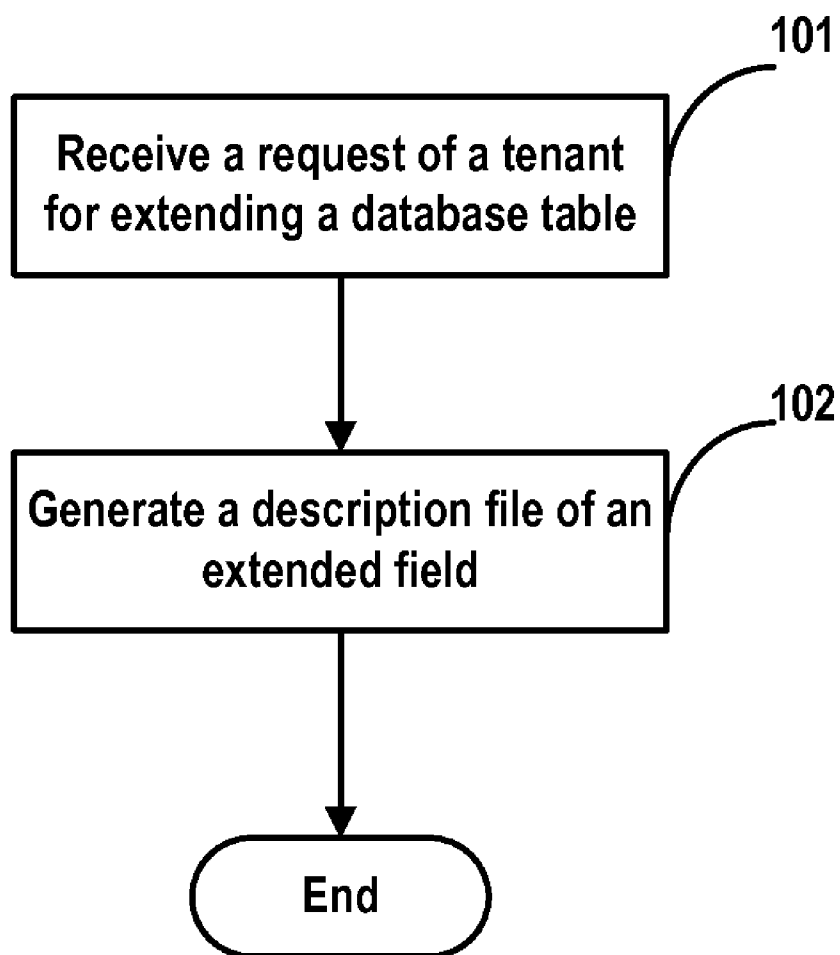 101
Receive a request of a tenant
for extending a database table
102
Generate a description file of an
extended field
End